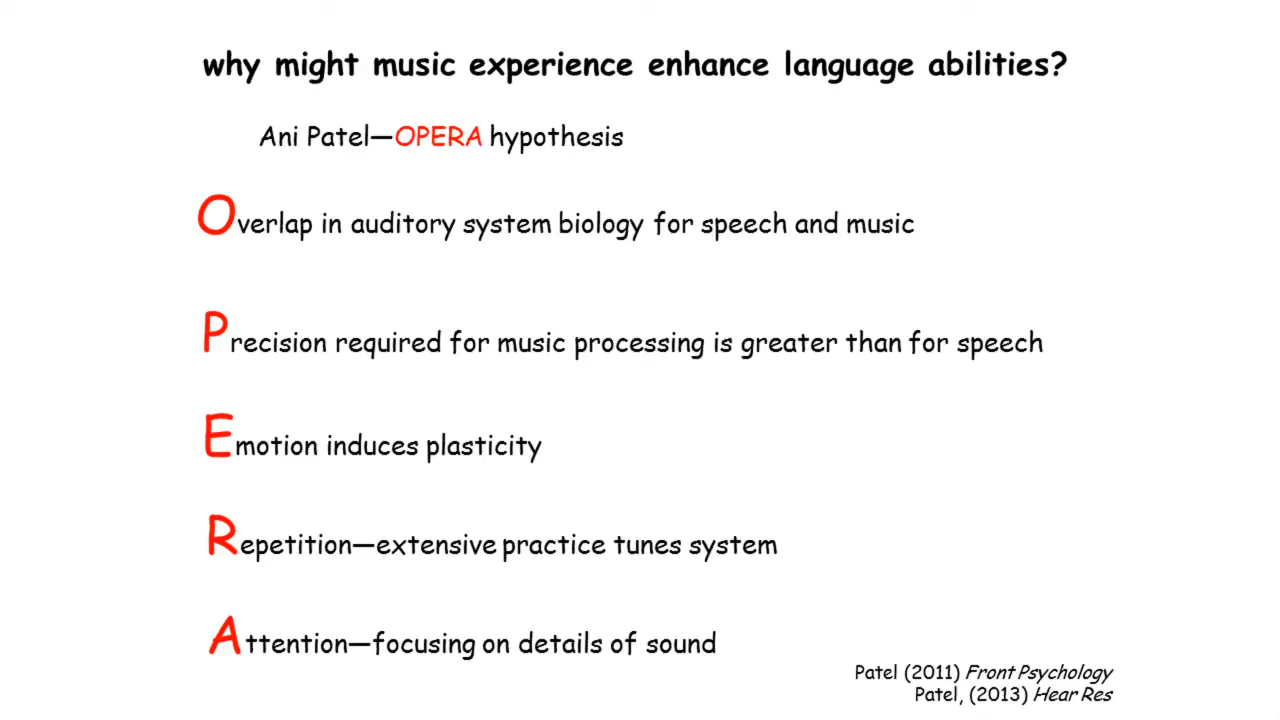 why might music experience enhance language abilities?
Ani Patel—OPERA hypothesis
Overlap in auditory system biology for speech and music
Precision required for music processing is greater than for speech
Emotion induces plasticity
Repetition—extensive practice tunes system
Attention—focusing on details of sound
Patel (2011) Front Psychology
Patel, (2013) Hear Res